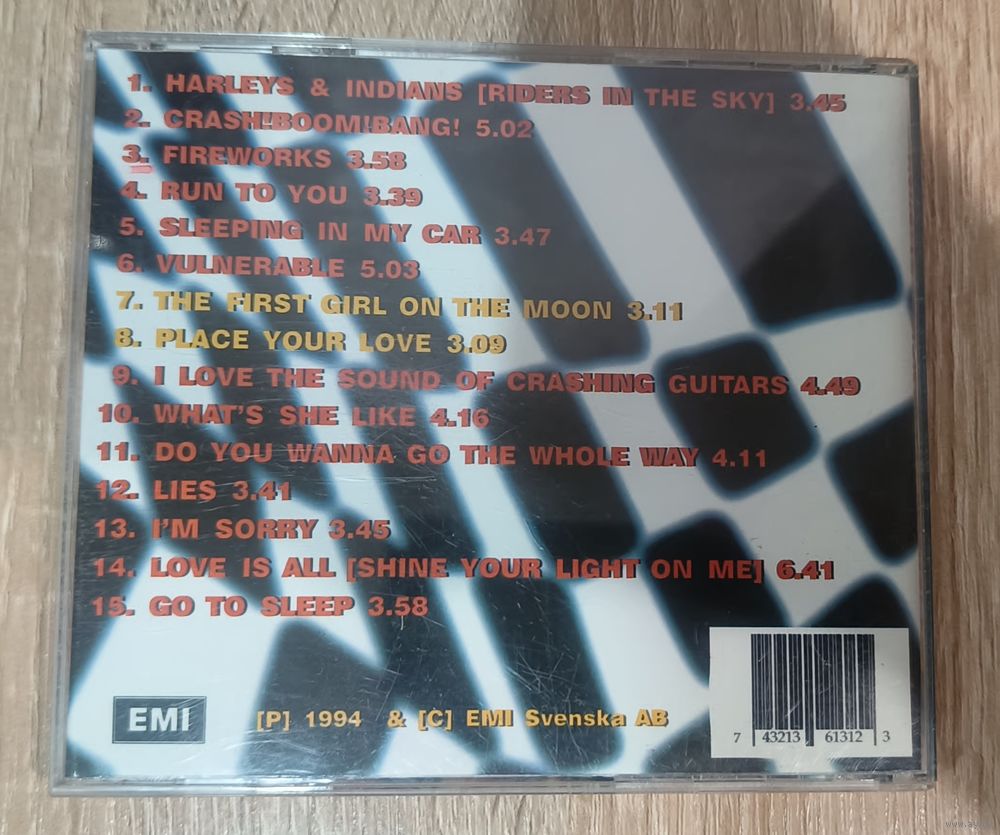 1. HARLEYS & INDIANS [RIDERS IN THE SKY] 3.45
2. CRASH!BOOM!BANG! 5.02
3. FIREWORKS 3.58
4. RUN TO YOU 3.39
5. SLEEPING IN MY CAR 3.47
6. VULNERABLE 5.03
7. THE FIRST GIRL ON THE MOON 3.11
8. PLACE YOUR LOVE 3.09
9. I LOVE THE SOUND OF CRASHING GUITARS 4.49
10. WHAT'S SHE LIKE 4.16
11. DO YOU WANNA GO THE WHOLE WAY 4.11
12. LIES 3.41
13. I'M SORRY 3.45
14. LOVE IS ALL [SHINE YOUR LIGHT ON ME] 6.41
15. GO TO SLEEP 3.58
EMI [P] 1994 & [C] EMI Svenska AB
7 43213 61312 3